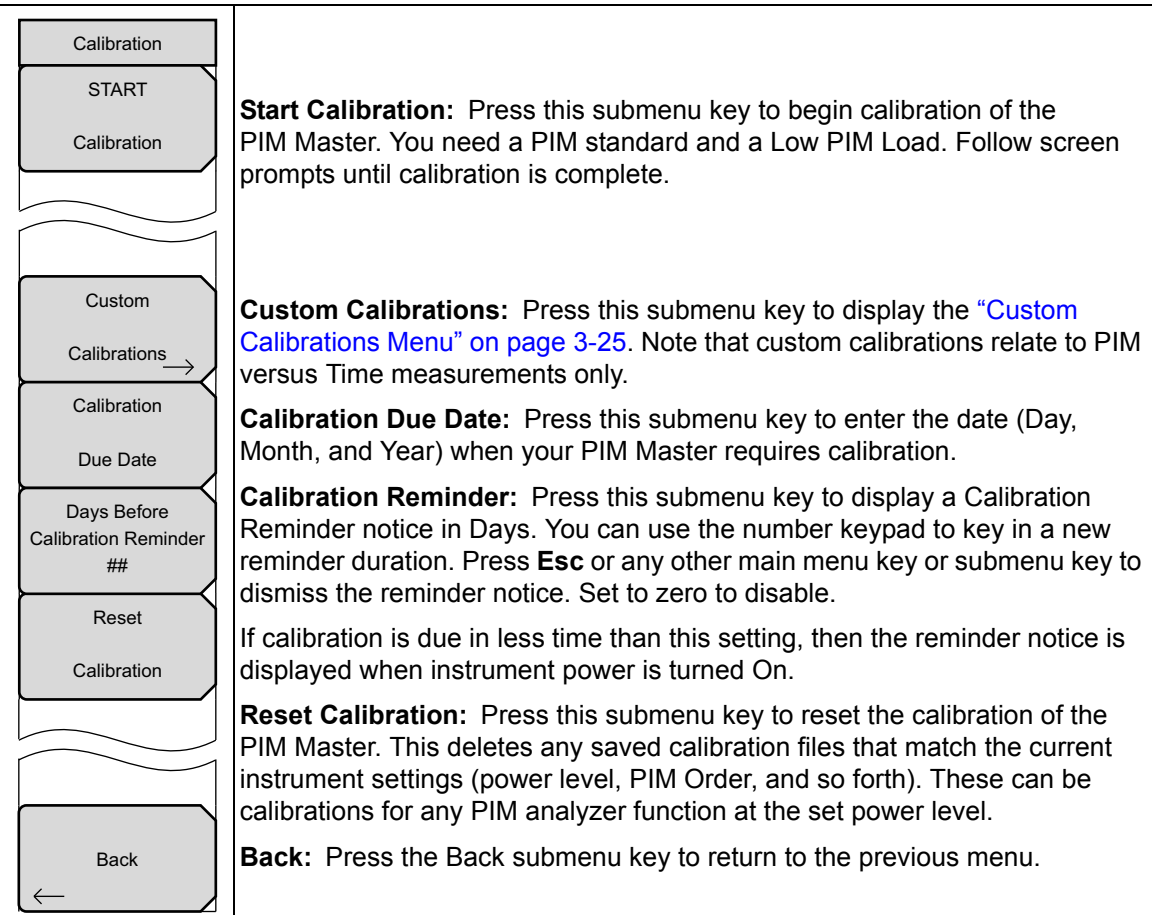 Calibration
START
Calibration
Custom
Calibrations
Calibration
Due Date
Days Before
Calibration Reminder
##
Reset
Calibration
Back
Start Calibration: Press this submenu key to begin calibration of the
PIM Master. You need a PIM standard and a Low PIM Load. Follow screen
prompts until calibration is complete.
Custom Calibrations: Press this submenu key to display the “Custom
Calibrations Menu” on page 3-25. Note that custom calibrations relate to PIM
versus Time measurements only.
Calibration Due Date: Press this submenu key to enter the date (Day,
Month, and Year) when your PIM Master requires calibration.
Calibration Reminder: Press this submenu key to display a Calibration
Reminder notice in Days. You can use the number keypad to key in a new
reminder duration. Press Esc or any other main menu key or submenu key to
dismiss the reminder notice. Set to zero to disable.
If calibration is due in less time than this setting, then the reminder notice is
displayed when instrument power is turned On.
Reset Calibration: Press this submenu key to reset the calibration of the
PIM Master. This deletes any saved calibration files that match the current
instrument settings (power level, PIM Order, and so forth). These can be
calibrations for any PIM analyzer function at the set power level.
Back: Press the Back submenu key to return to the previous menu.